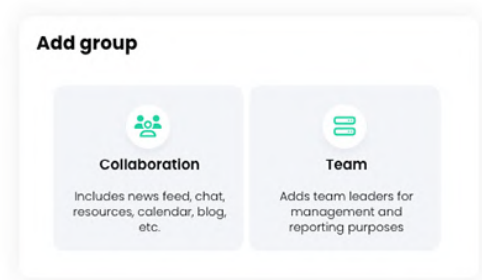 Add group
Collaboration
Includes news feed, chat,
resources, calendar, blog,
etc.
Team
Adds team leaders for
management and
reporting purposes